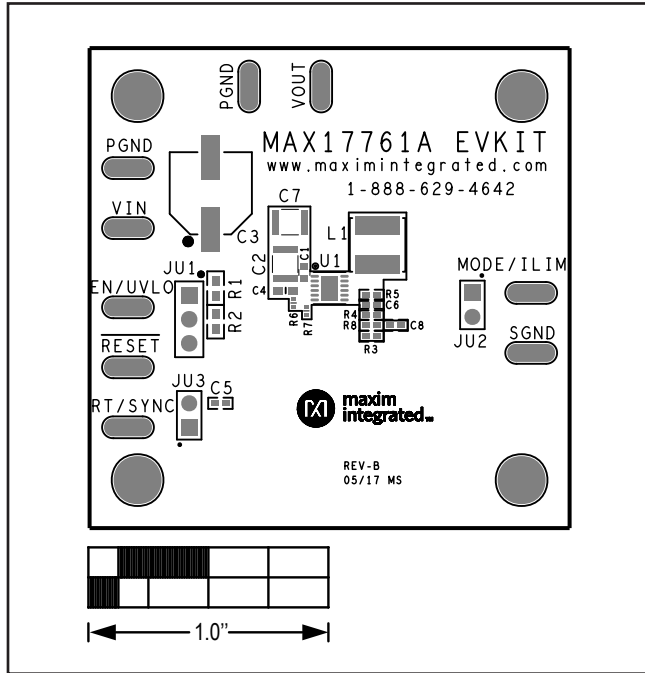 PGND
VOUT
MAX17761A EVKIT
www.maximintegrated.com
1-888-629-4642
PGND
VIN
C3
C7
C2
C1
U1
L1
C4
R6
R7
JU1
R1
R2
EN/UVLO
RESET
JU3
C5
RT/SYNC
R5
C6
R4
R8
C8
R3
MODE/ILIM
JU2
SGND
maxim
integrated™
REV-B
05/17 MS
1.0”